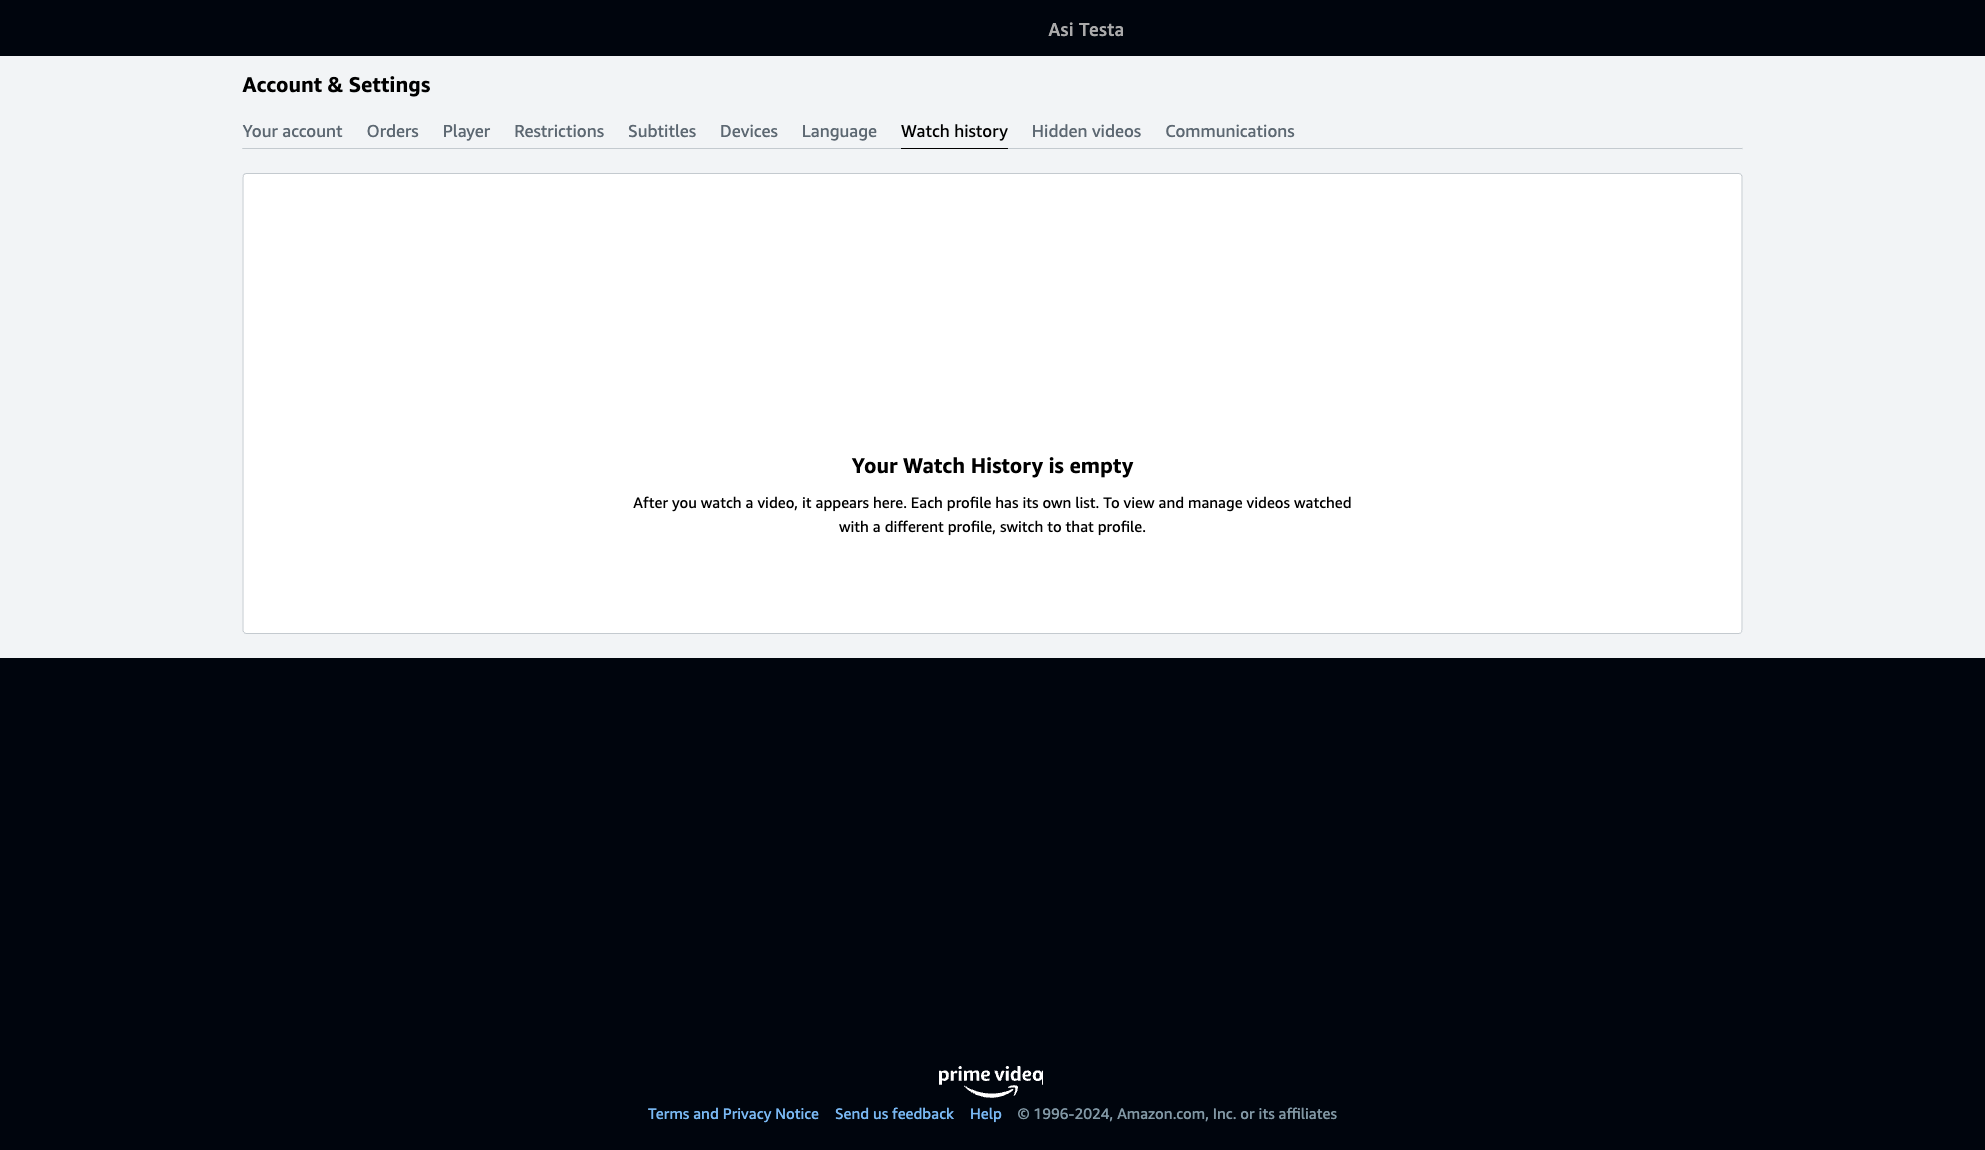 Asi Testa
Account & Settings
Your account Orders Player Restrictions Subtitles Devices Language Watch history Hidden videos Communications
Your Watch History is empty
After you watch a video, it appears here. Each profile has its own list. To view and manage videos watched
with a different profile, switch to that profile.
prime video
Terms and Privacy Notice Send us feedback Help © 1996-2024, Amazon.com, Inc. or its affiliates